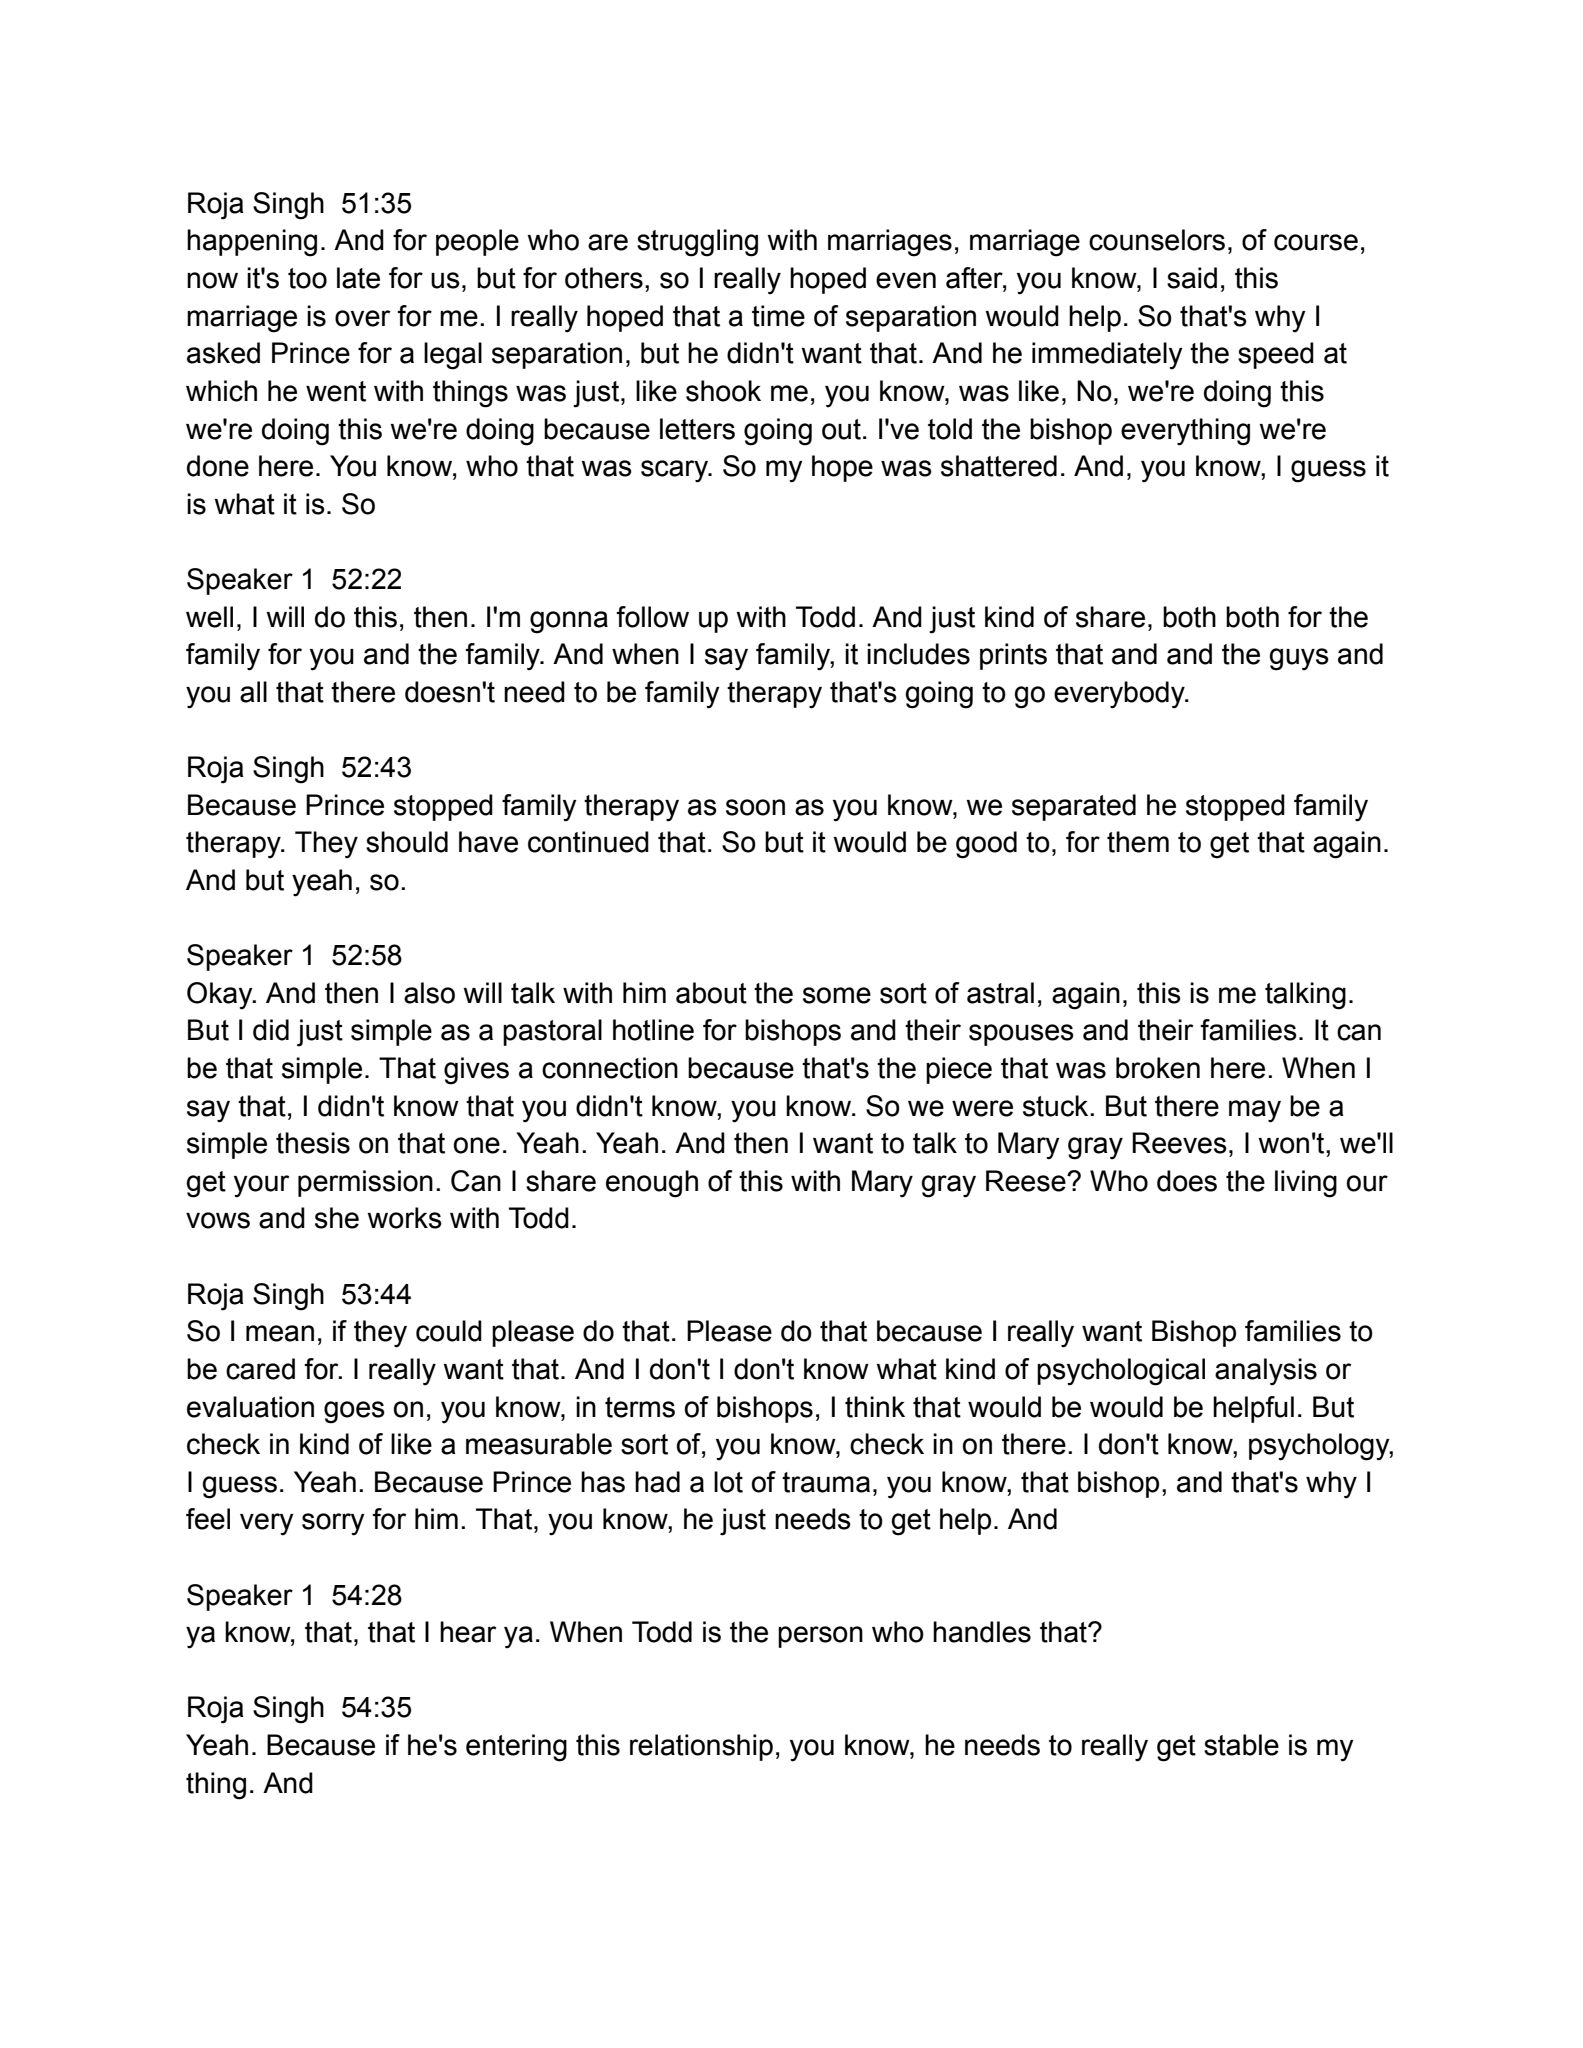 Roja Singh  51:35
happening. And for people who are struggling with marriages, marriage counselors, of course,
now it's too late for us, but for others, so I really hoped even after, you know, I said, this
marriage is over for me. I really hoped that a time of separation would help. So that's why I
asked Prince for a legal separation, but he didn't want that. And he immediately the speed at
which he went with things was just, like shook me, you know, was like, No, we're doing this
we're doing this we're doing because letters going out. I've told the bishop everything we're
done here. You know, who that was scary. So my hope was shattered. And, you know, I guess it
is what it is. So

Speaker 1  52:22
well, I will do this, then. I'm gonna follow up with Todd. And just kind of share, both both for the
family for you and the family. And when I say family, it includes prints that and and the guys and
you all that there doesn't need to be family therapy that's going to go everybody.

Roja Singh  52:43
Because Prince stopped family therapy as soon as you know, we separated he stopped family
therapy. They should have continued that. So but it would be good to, for them to get that again.
And but yeah, so.

Speaker 1  52:58
Okay. And then I also will talk with him about the some sort of astral, again, this is me talking.
But I did just simple as a pastoral hotline for bishops and their spouses and their families. It can
be that simple. That gives a connection because that's the piece that was broken here. When I
say that, I didn't know that you didn't know, you know. So we were stuck. But there may be a
simple thesis on that one. Yeah. Yeah. And then I want to talk to Mary gray Reeves, I won't, we'll
get your permission. Can I share enough of this with Mary gray Reese? Who does the living our
vows and she works with Todd.

Roja Singh  53:44
So I mean, if they could please do that. Please do that because I really want Bishop families to
be cared for. I really want that. And I don't I don't know what kind of psychological analysis or
evaluation goes on, you know, in terms of bishops, I think that would be would be helpful. But
check in kind of like a measurable sort of, you know, check in on there. I don't know, psychology,
I guess. Yeah. Because Prince has had a lot of trauma, you know, that bishop, and that's why I
feel very sorry for him. That, you know, he just needs to get help. And

Speaker 1  54:28
ya know, that, that I hear ya. When Todd is the person who handles that?

Roja Singh  54:35
Yeah. Because if he's entering this relationship, you know, he needs to really get stable is my
thing. And